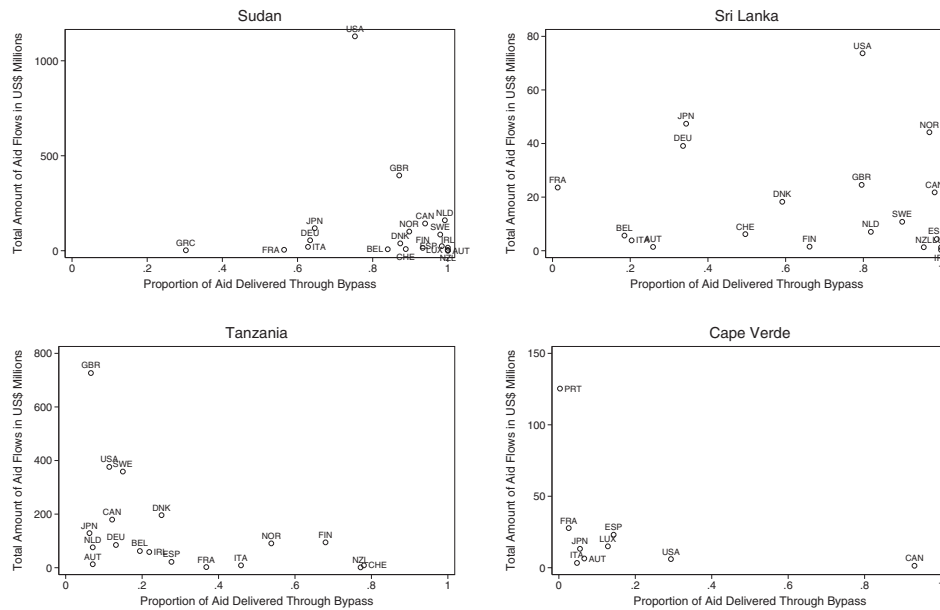 Sudan
Total Amount of Aid Flows in US$ Millions
1000
500
0
USA
GBR
JPN
DEU
ITA
GRC
FRA
BEL
NOR
DNK
CHE
CAN
FIN
LUX
NLD
SWE
ESP
IRL
AUT
NZL
0 .2 .4 .6 .8 1
Proportion of Aid Delivered Through Bypass
Sri Lanka
Total Amount of Aid Flows in US$ Millions
80
60
40
20
0
USA
JPN
DEU
NOR
FRA
GBR
CAN
DNK
SWE
BEL
ITA
AUT
CHE
FIN
NLD
NZL
0 .2 .4 .6 .8 1
Proportion of Aid Delivered Through Bypass
Tanzania
Total Amount of Aid Flows in US$ Millions
800
600
400
200
0
GBR
USA
SWE
CAN
DNK
JPN
NLD
DEU
AUT
BEL
IRL
ESP
FRA
ITA
NOR
FIN
NZL
CHE
0 .2 .4 .6 .8 1
Proportion of Aid Delivered Through Bypass
Cape Verde
Total Amount of Aid Flows in US$ Millions
150
100
50
0
PRT
FRA
ESP
JPN
LUX
ITA
AUT
USA
CAN
0 .2 .4 .6 .8 1
Proportion of Aid Delivered Through Bypass